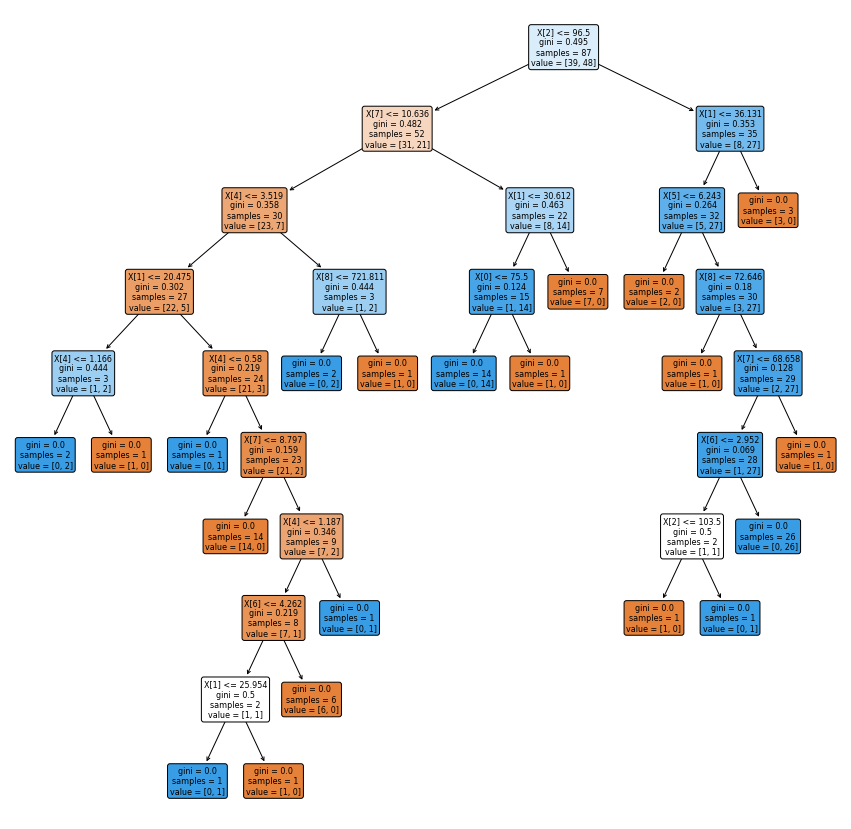 X[2] <= 96.5
gini = 0.495
samples = 87
value = [39, 48]
X[7] <= 10.636
gini = 0.482
samples = 52
value = [31, 21]
X[1] <= 36.131
gini = 0.353
samples = 35
value = [8, 27]
X[4] <= 3.519
gini = 0.358
samples = 30
value = [23, 7]
X[1] <= 30.612
gini = 0.463
samples = 22
value = [8, 14]
X[5] <= 6.243
gini = 0.264
samples = 32
value = [5, 27]
gini = 0.0
samples = 3
value = [3, 0]
X[1] <= 20.475
gini = 0.302
samples = 27
value = [22, 5]
X[8] <= 721.811
gini = 0.444
samples = 3
value = [1, 2]
X[0] <= 75.5
gini = 0.124
samples = 15
value = [1, 14]
gini = 0.0
samples = 7
value = [7, 0]
gini = 0.0
samples = 2
value = [2, 0]
X[8] <= 72.646
gini = 0.18
samples = 30
value = [3, 27]
X[4] <= 1.166
gini = 0.444
samples = 3
value = [1, 2]
X[4] <= 0.58
gini = 0.219
samples = 24
value = [21, 3]
gini = 0.0
samples = 2
value = [0, 2]
gini = 0.0
samples = 1
value = [1, 0]
gini = 0.0
samples = 14
value = [0, 14]
gini = 0.0
samples = 1
value = [1, 0]
gini = 0.0
samples = 1
value = [1, 0]
X[7] <= 68.658
gini = 0.128
samples = 29
value = [2, 27]
gini = 0.0
samples = 2
value = [0, 2]
gini = 0.0
samples = 1
value = [1, 0]
gini = 0.0
samples = 1
value = [0, 1]
X[7] <= 8.797
gini = 0.159
samples = 23
value = [21, 2]
X[6] <= 2.952
gini = 0.069
samples = 28
value = [1, 27]
gini = 0.0
samples = 1
value = [1, 0]
gini = 0.0
samples = 14
value = [14, 0]
X[4] <= 1.187
gini = 0.346
samples = 9
value = [7, 2]
X[2] <= 103.5
gini = 0.5
samples = 2
value = [1, 1]
gini = 0.0
samples = 26
value = [0, 26]
X[6] <= 4.262
gini = 0.219
samples = 8
value = [7, 1]
gini = 0.0
samples = 1
value = [0, 1]
gini = 0.0
samples = 1
value = [1, 0]
gini = 0.0
samples = 1
value = [0, 1]
X[1] <= 25.954
gini = 0.5
samples = 2
value = [1, 1]
gini = 0.0
samples = 6
value = [6, 0]
gini = 0.0
samples = 1
value = [0, 1]
gini = 0.0
samples = 1
value = [1, 0]